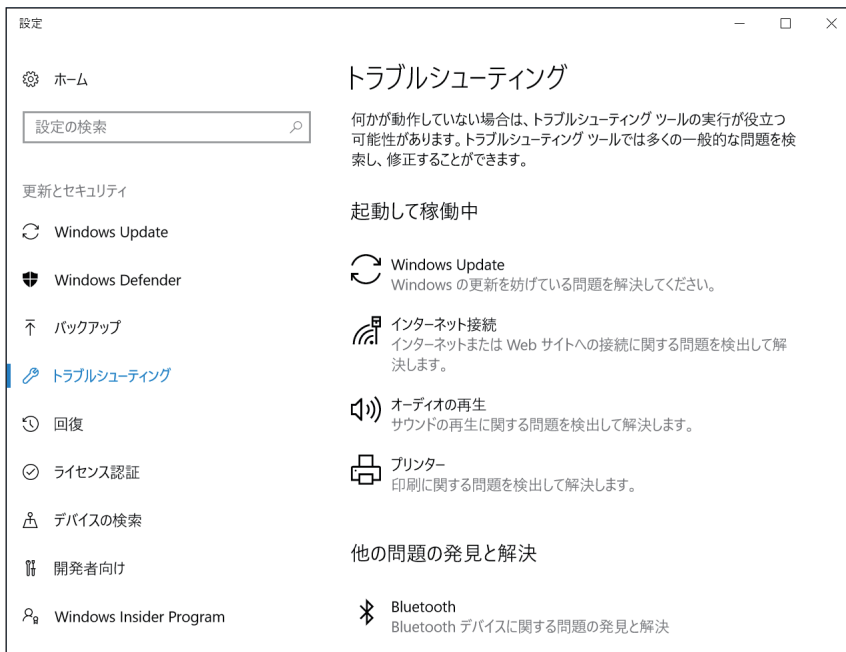 設定
ホーム
設定の検索
更新とセキュリティ
Windows Update
Windows Defender
バックアップ
トラブルシューティング
回復
ライセンス認証
デバイスの検索
開発者向け
Windows Insider Program
トラブルシューティング
何かが動作していない場合は、トラブルシューティング ツールの実行が役立つ
可能性があります。トラブルシューティング ツールでは多くの一般的な問題を検
索し、修正することができます。
起動して稼働中
Windows Update
Windows の更新を妨げている問題を解決してください。
インターネット接続
インターネットまたは Web サイトへの接続に関する問題を検出して解
決します。
オーディオの再生
サウンドの再生に関する問題を検出して解決します。
プリンター
印刷に関する問題を検出して解決します。
他の問題の発見と解決
Bluetooth
Bluetooth デバイスに関する問題の発見と解決